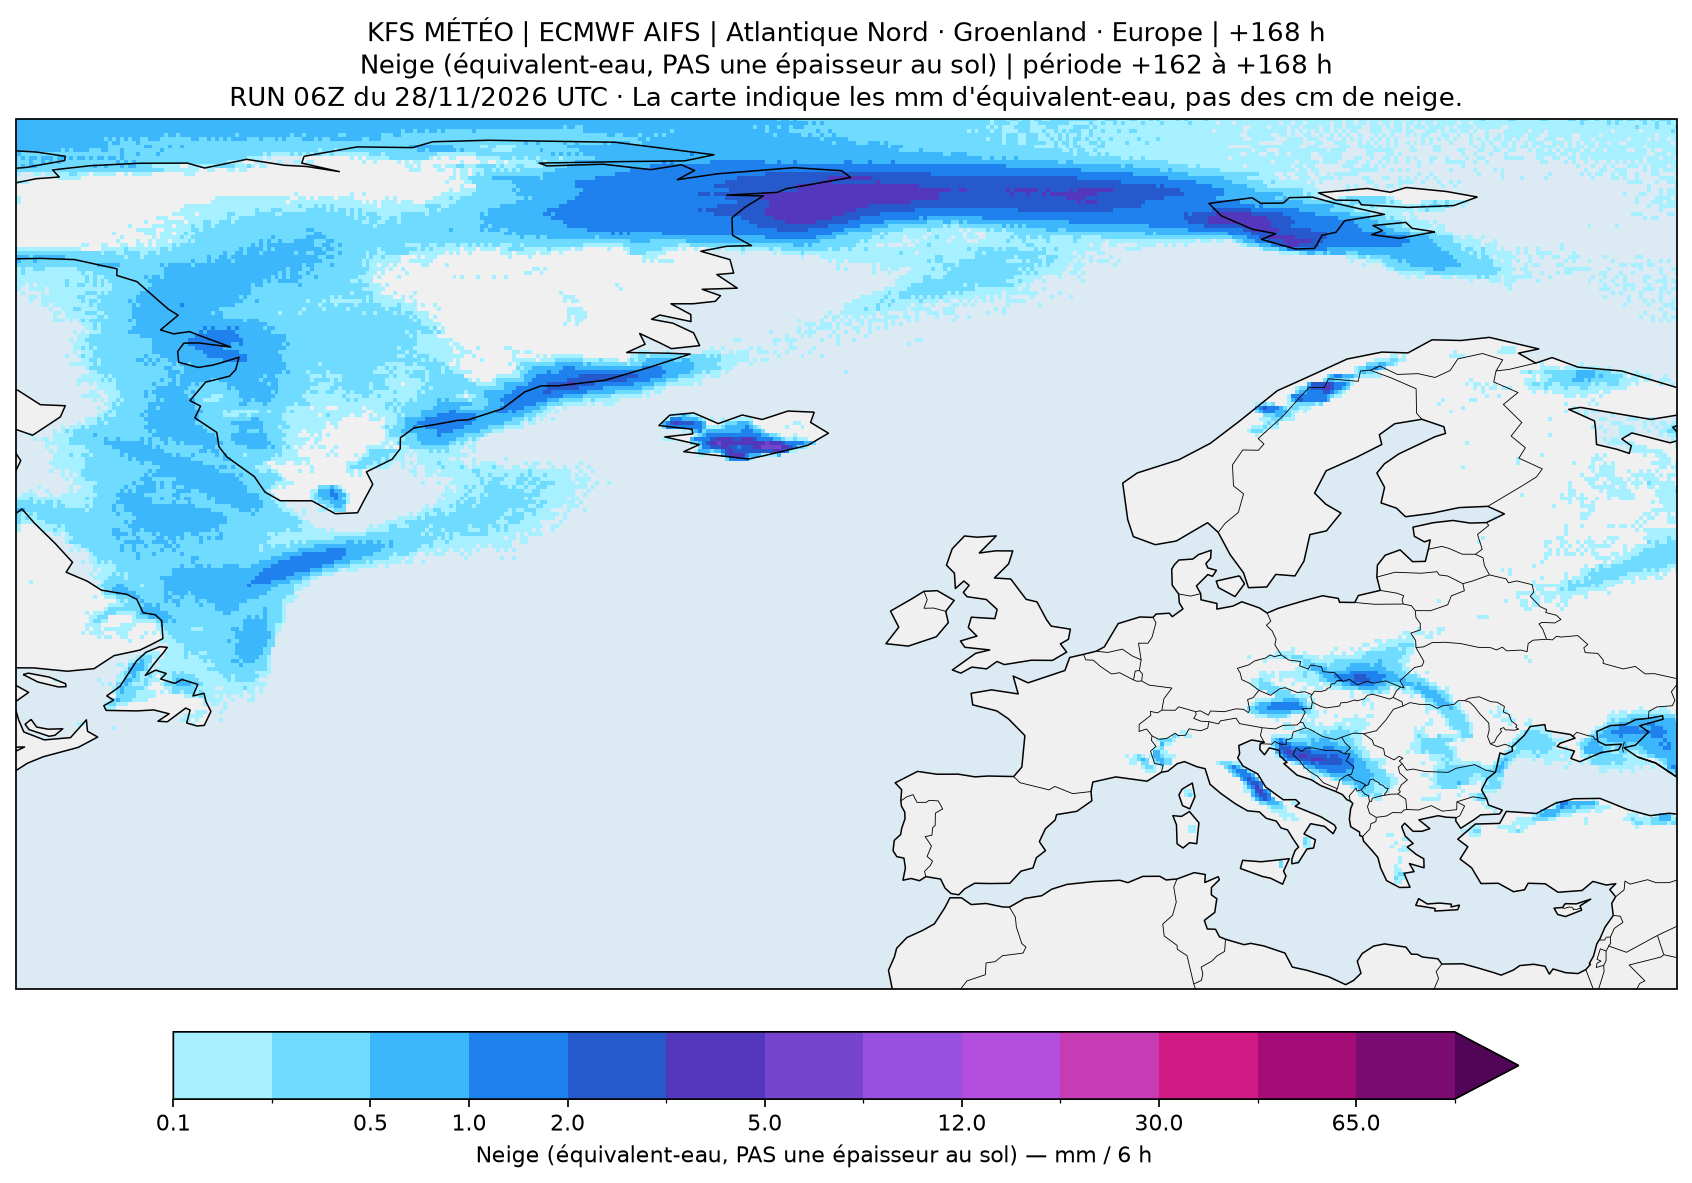 KFS MÉTÉO | ECMWF AIFS | Atlantique Nord · Groenland · Europe | +168 h
Neige (équivalent-eau, PAS une épaisseur au sol) | période +162 à +168 h
RUN 06Z du 28/11/2026 UTC · La carte indique les mm d'équivalent-eau, pas des cm de neige.
0.1 0.5 1.0 2.0 5.0 12.0 30.0 65.0
Neige (équivalent-eau, PAS une épaisseur au sol) — mm / 6 h